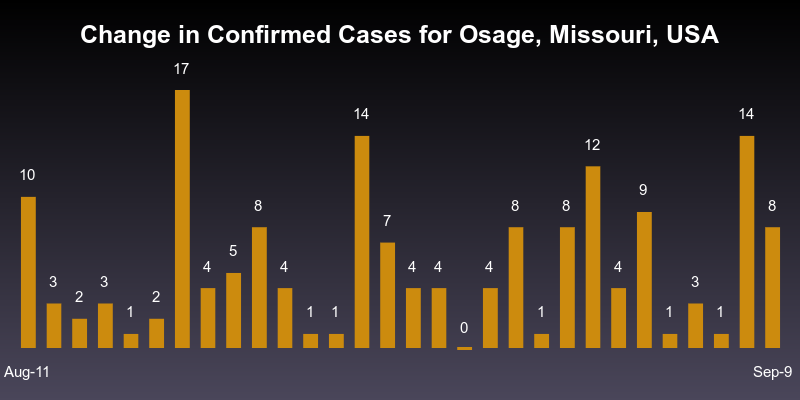 Change in Confirmed Cases for Osage, Missouri, USA
10 3 2 3 1 2 17 4 5 8 4 1 1 14 7 4 4 0 4 8 1 8 12 4 9 1 3 1 14 8
Aug-11 Sep-9